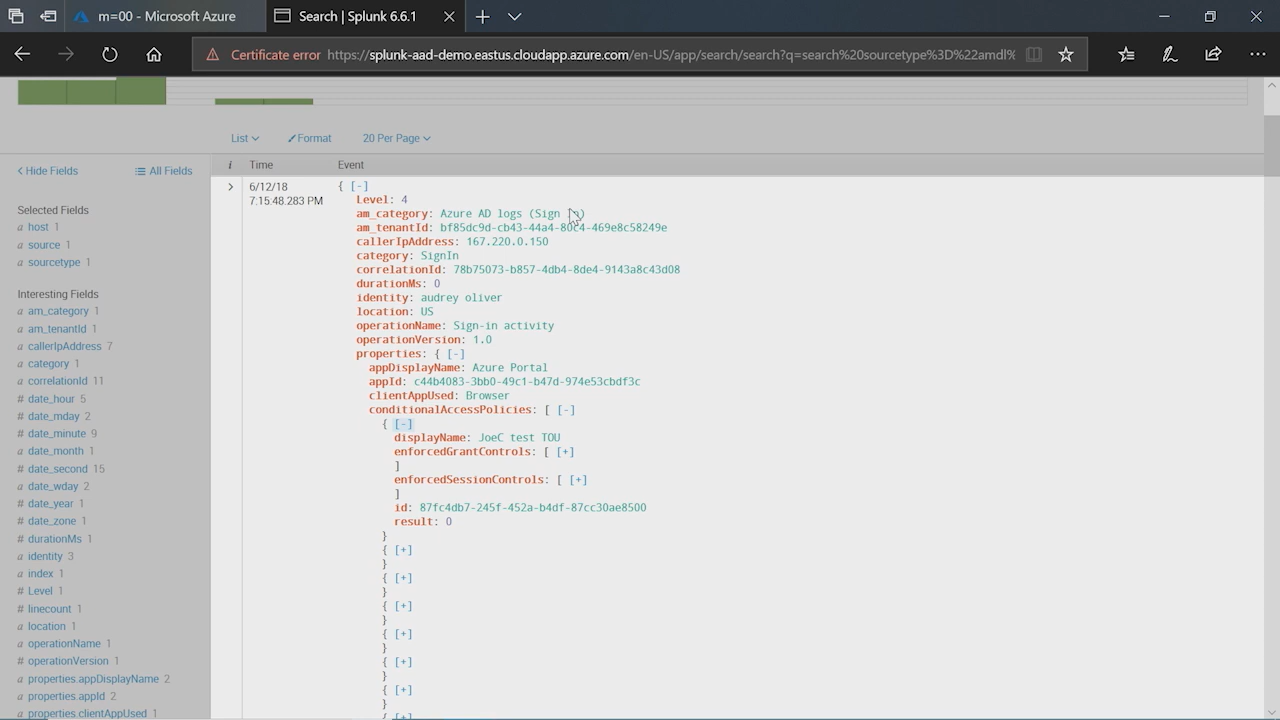 m=00 - Microsoft Azure
Search | Splunk 6.6.1
Certificate error https://splunk-aad-demo.eastus.cloudapp.azure.com/en-US/app/search/search?q=search%20sourcetype%3D%22amdl%
List
Format
20 Per Page
Hide Fields
All Fields
i Time Event
Selected Fields
a host 1
a source 1
a sourcetype 1
Interesting Fields
a am_category 1
a am_tenantId 1
a callerIpAddress 7
a category 1
a correlationId 11
# date_hour 5
# date_mday 2
# date_minute 9
a date_month 1
# date_second 15
a date_wday 2
# date_year 1
a date_zone 1
# durationMs 1
a identity 3
a index 1
# Level 1
# linecount 1
a location 1
a operationName 1
# operationVersion 1
a properties.appDisplayName 2
a properties.appId 2
a properties.clientAppUsed 1
6/12/18
7:15:48.283 PM
{ [-]
Level: 4
am_category: Azure AD logs (Sign in)
am_tenantId: bf85dc9d-cb43-44a4-80c4-469e8c58249e
callerIpAddress: 167.220.0.150
category: SignIn
correlationId: 78b75073-b857-4db4-8de4-9143a8c43d08
durationMs: 0
identity: audrey oliver
location: US
operationName: Sign-in activity
operationVersion: 1.0
properties: { [-]
appDisplayName: Azure Portal
appId: c44b4083-3bb0-49c1-b47d-974e53cbdf3c
clientAppUsed: Browser
conditionalAccessPolicies: [ [-]
{ [-]
displayName: JoeC test TOU
enforcedGrantControls: [ [+]
]
enforcedSessionControls: [ [+]
]
id: 87fc4db7-245f-452a-b4df-87cc30ae8500
result: 0
}
{ [+]
}
{ [+]
}
{ [+]
}
{ [+]
}
{ [+]
}
{ [+]
}
{ [+]